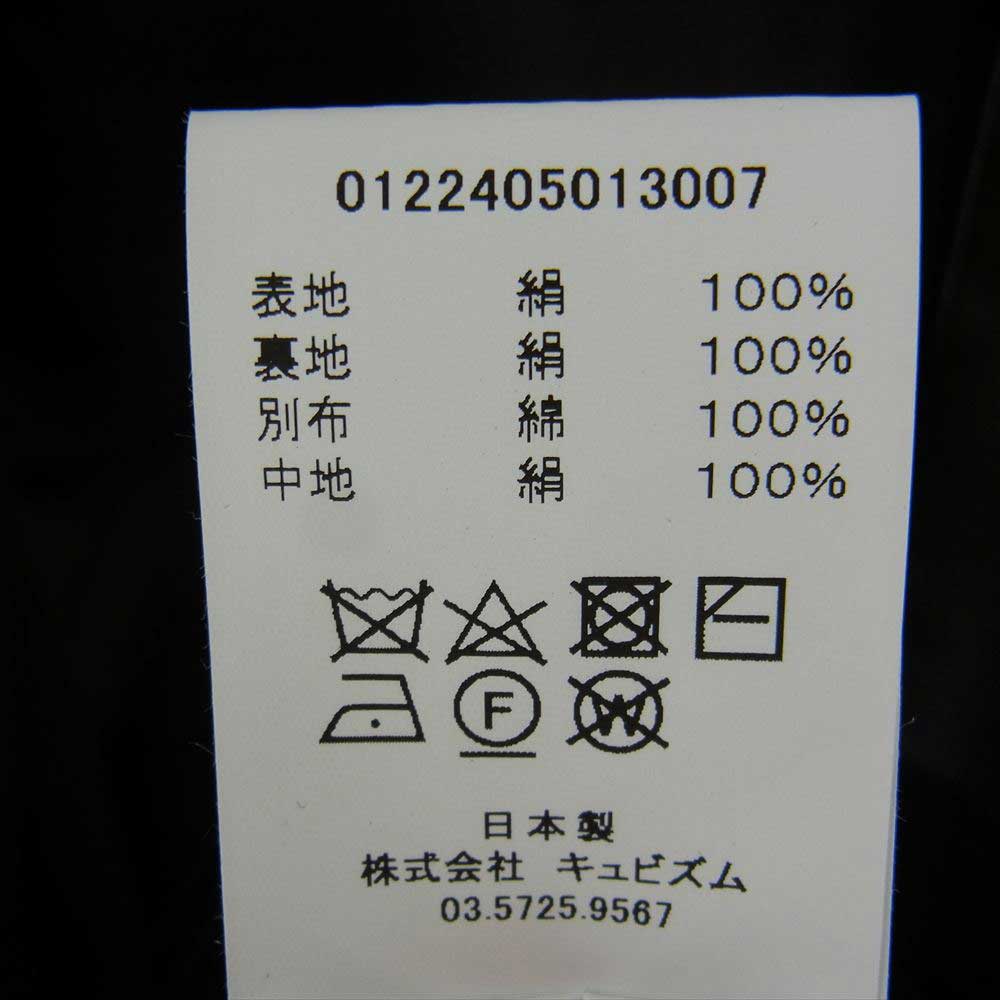 0122405013007
表地 絹 100%
裏地 絹 100%
別布 綿 100%
中地 絹 100%
F W
日本製
株式会社 キュビズム
03.5725.9567